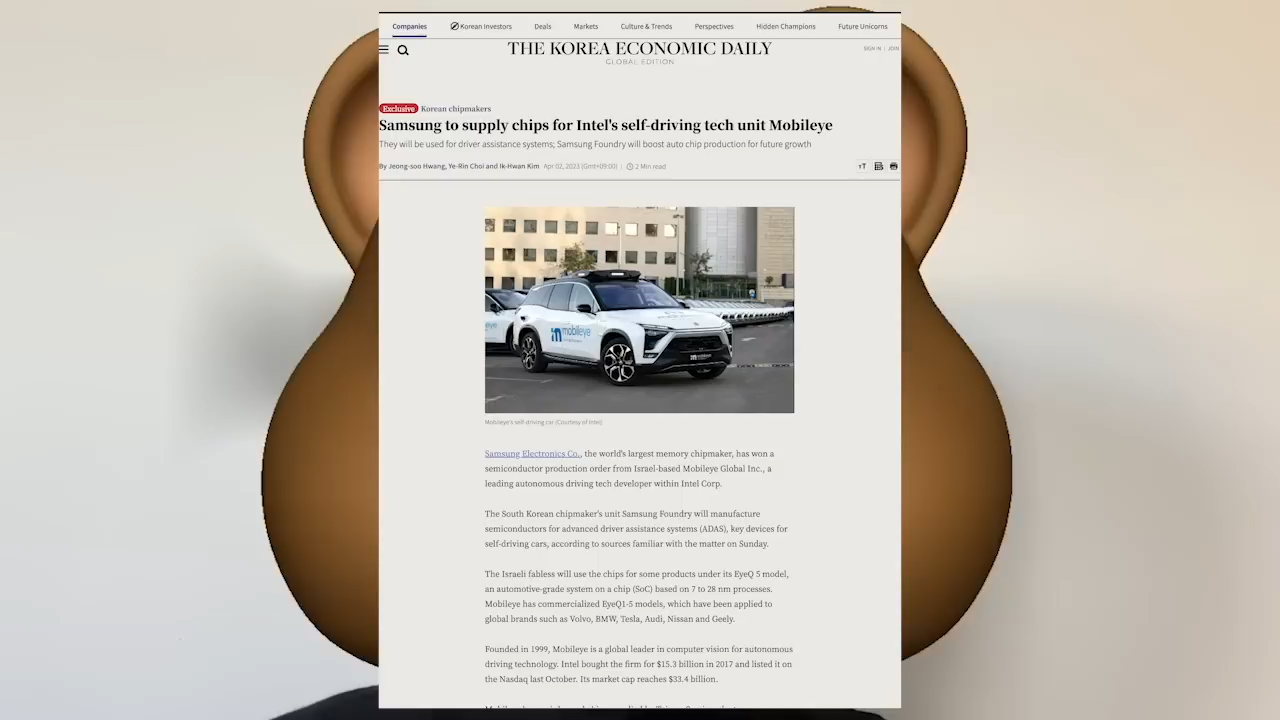 Companies Korean Investors Deals Markets Culture & Trends Perspectives Hidden Champions Future Unicorns
THE KOREA ECONOMIC DAILY
GLOBAL EDITION
SIGN IN | JOIN
Exclusive Korean chipmakers
Samsung to supply chips for Intel's self-driving tech unit Mobileye
They will be used for driver assistance systems; Samsung Foundry will boost auto chip production for future growth
By Jeong-soo Hwang, Ye-Rin Choi and Ik-Hwan Kim Apr 02, 2023 (Gmt+09:00) | 2 Min read
TT
mobileye
mobileye
Mobileye's self-driving car (Courtesy of Intel)
Samsung Electronics Co., the world's largest memory chipmaker, has won a
semiconductor production order from Israel-based Mobileye Global Inc., a
leading autonomous driving tech developer within Intel Corp.
The South Korean chipmaker's unit Samsung Foundry will manufacture
semiconductors for advanced driver assistance systems (ADAS), key devices for
self-driving cars, according to sources familiar with the matter on Sunday.
The Israeli fabless will use the chips for some products under its EyeQ 5 model,
an automotive-grade system on a chip (SoC) based on 7 to 28 nm processes.
Mobileye has commercialized EyeQ1-5 models, which have been applied to
global brands such as Volvo, BMW, Tesla, Audi, Nissan and Geely.
Founded in 1999, Mobileye is a global leader in computer vision for autonomous
driving technology. Intel bought the firm for $15.3 billion in 2017 and listed it on
the Nasdaq last October. Its market cap reaches $33.4 billion.